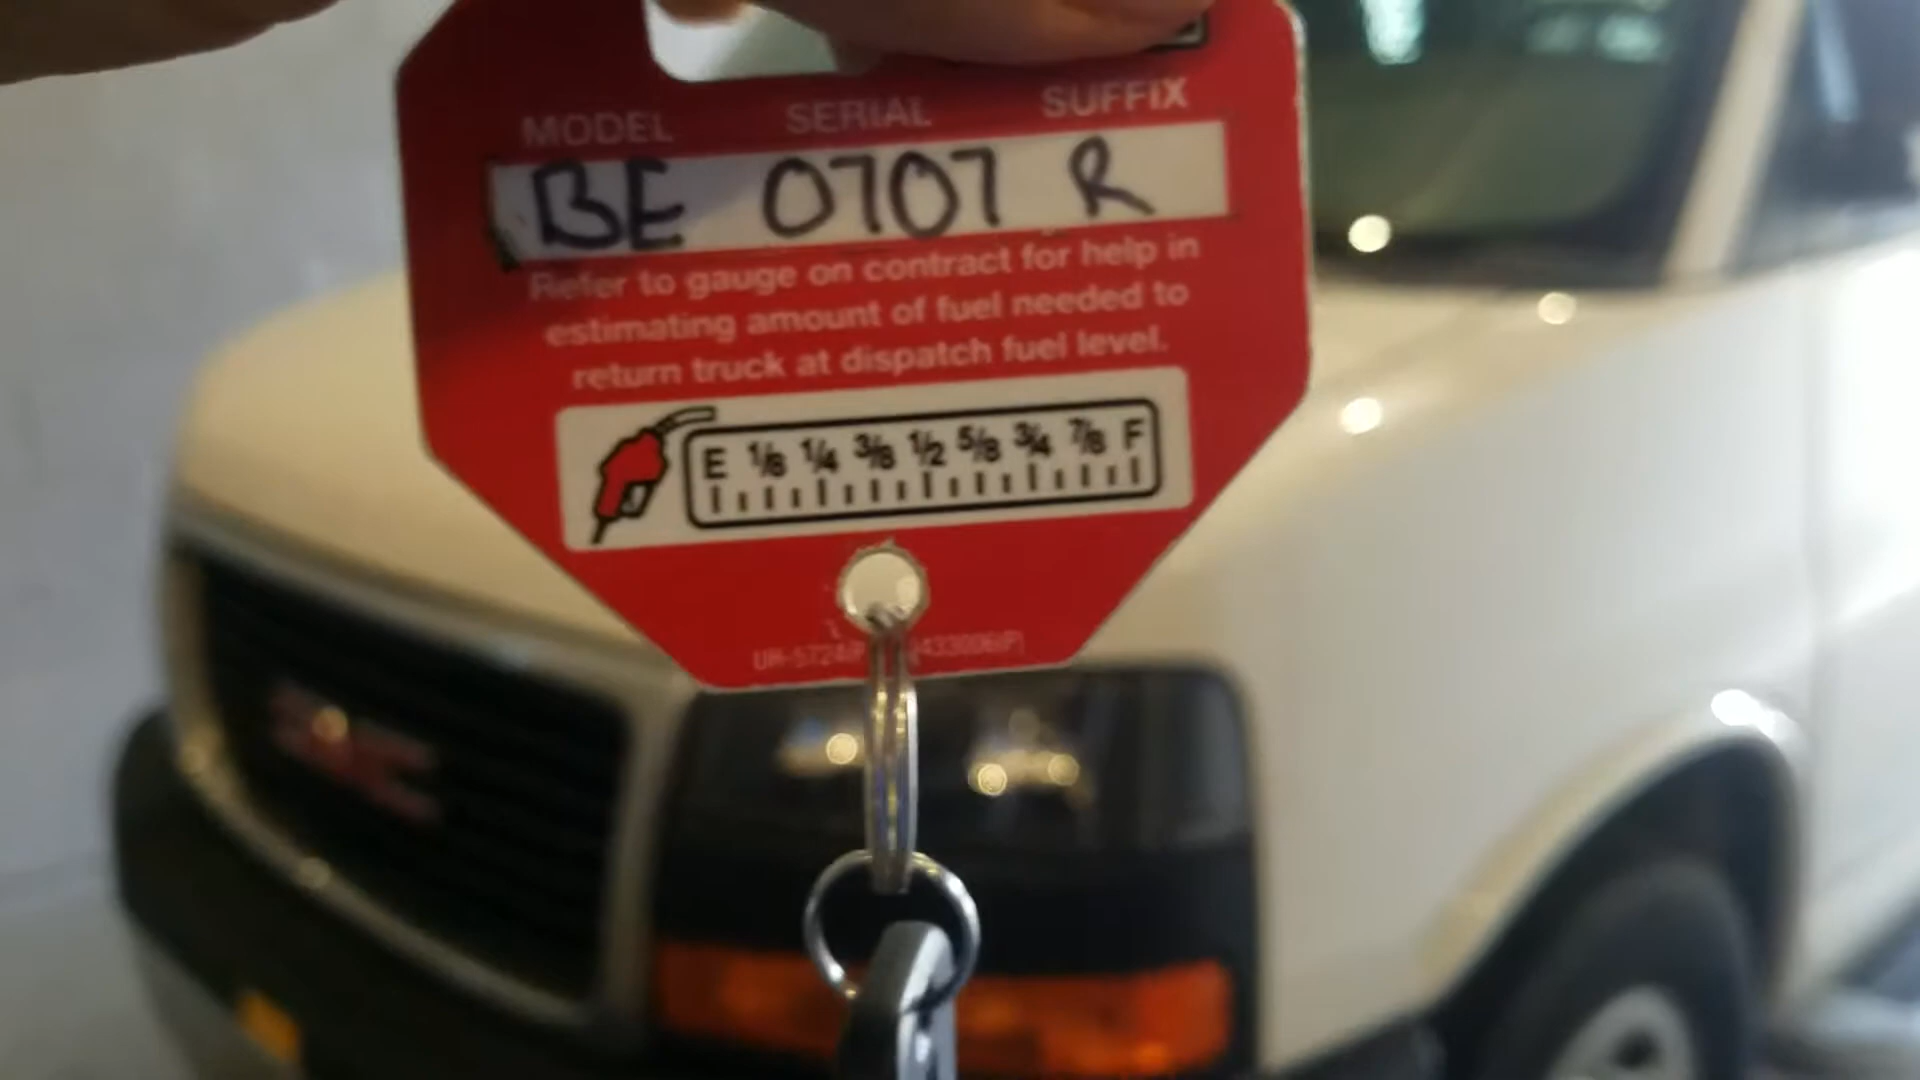 MODEL SERIAL SUFFIX
BE 0707 R
Refer to gauge on contract for help in
estimating amount of fuel needed to
return truck at dispatch fuel level.
E 1/8 1/4 3/8 1/2 5/8 3/4 7/8 F
GMC